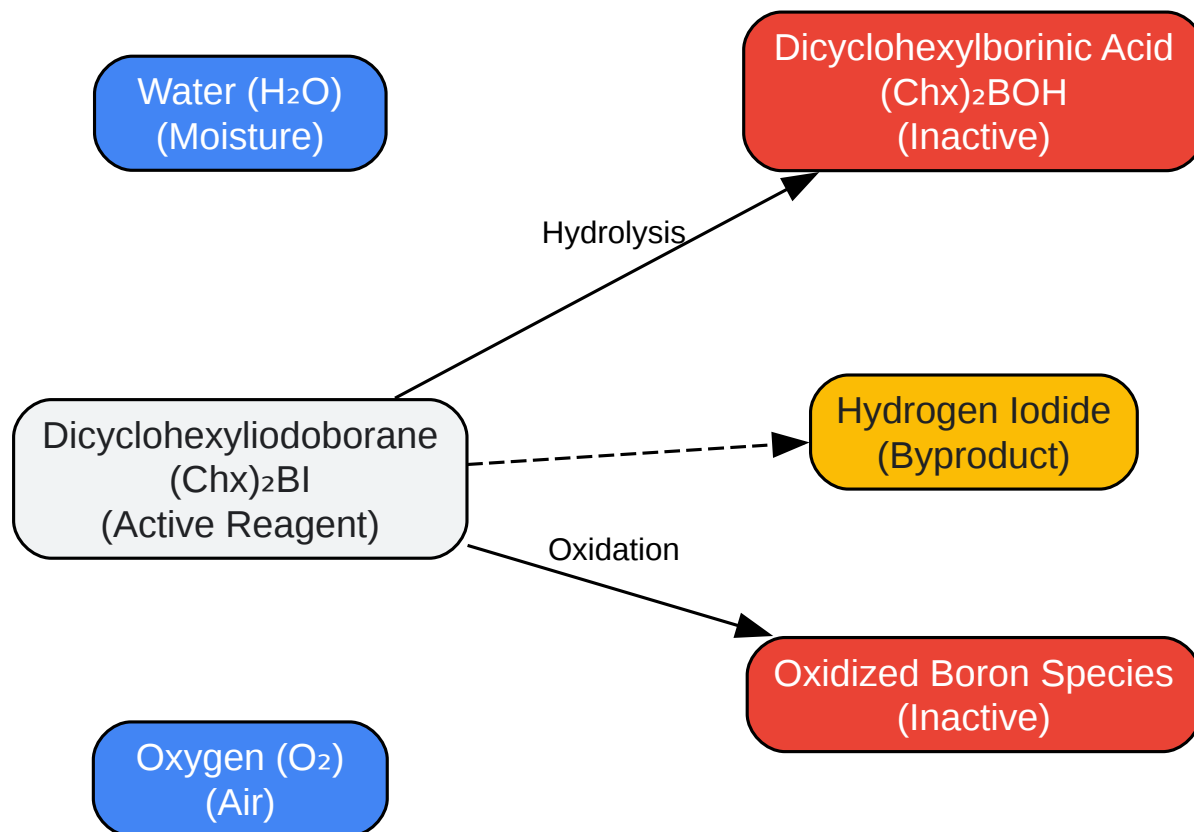 Water (H₂O)
(Moisture)
Dicyclohexylborinic Acid
(Chx)₂BOH
(Inactive)
Hydrolysis
Dicyclohexyliodoborane
(Chx)₂BI
(Active Reagent)
Hydrogen Iodide
(Byproduct)
Oxidation
Oxidized Boron Species
(Inactive)
Oxygen (O₂)
(Air)